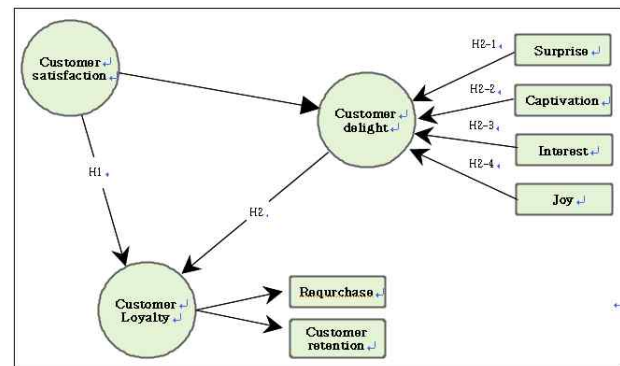 Customer
satisfaction
H2-1
Surprise
H2-2
Captivation
Customer
delight
H2-3
Interest
H2-4
Joy
H1
H2
Customer
Loyalty
Requrchase
Customer
retention